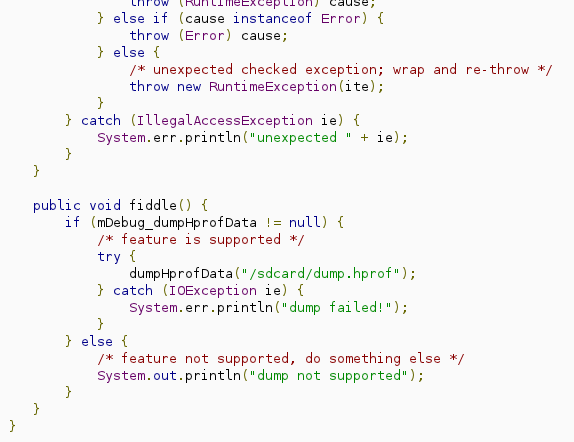 throw (RuntimeException) cause;
} else if (cause instanceof Error) {
throw (Error) cause;
} else {
/* unexpected checked exception; wrap and re-throw */
throw new RuntimeException(ite);
}
} catch (IllegalAccessException ie) {
System.err.println("unexpected " + ie);
}
}
public void fiddle() {
if (mDebug_dumpHprofData != null) {
/* feature is supported */
try {
dumpHprofData("/sdcard/dump.hprof");
} catch (IOException ie) {
System.err.println("dump failed!");
}
} else {
/* feature not supported, do something else */
System.out.println("dump not supported");
}
}
}